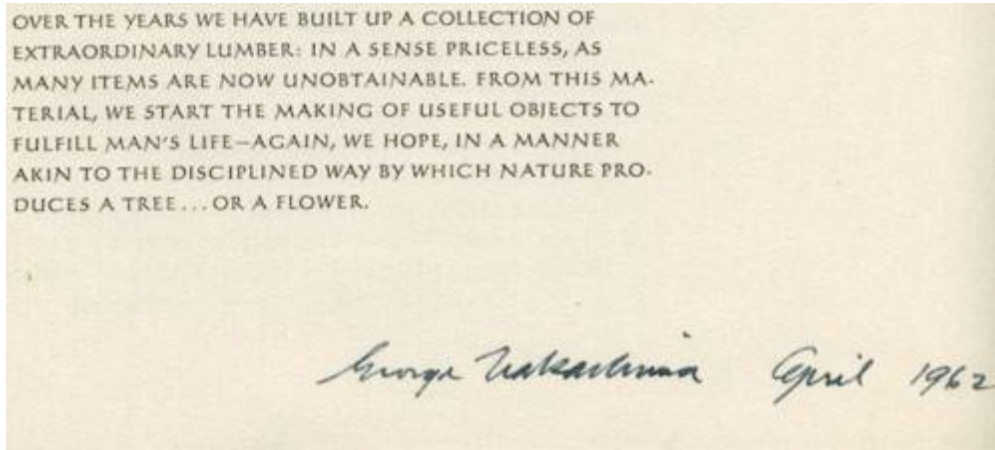 OVER THE YEARS WE HAVE BUILT UP A COLLECTION OF
EXTRAORDINARY LUMBER: IN A SENSE PRICELESS, AS
MANY ITEMS ARE NOW UNOBTAINABLE. FROM THIS MA-
TERIAL, WE START THE MAKING OF USEFUL OBJECTS TO
FULFILL MAN'S LIFE—AGAIN, WE HOPE, IN A MANNER
AKIN TO THE DISCIPLINED WAY BY WHICH NATURE PRO-
DUCES A TREE...OR A FLOWER.
George Nakashima April 1962